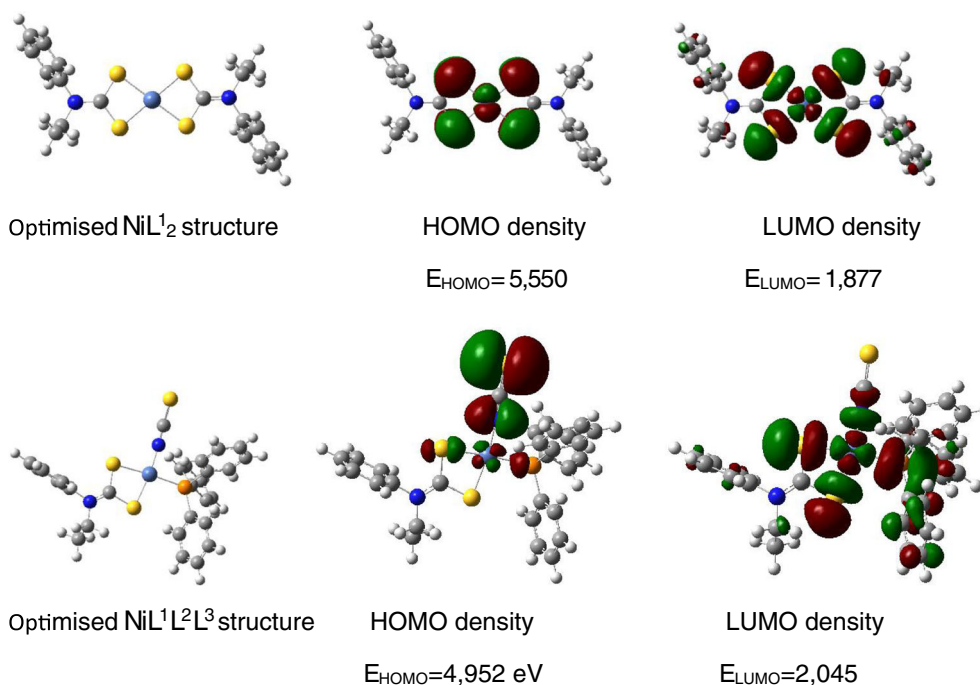 Optimised NiL¹₂ structure HOMO density LUMO density
E_HOMO= 5,550 E_LUMO= 1,877
Optimised NiL¹L²L³ structure HOMO density LUMO density
E_HOMO=4,952 eV E_LUMO=2,045